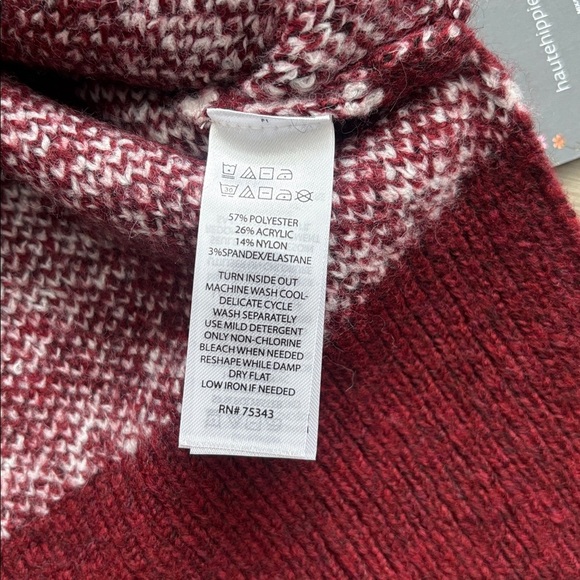 hautehippie
30
57% POLYESTER
26% ACRYLIC
14% NYLON
3%SPANDEX/ELASTANE
TURN INSIDE OUT
MACHINE WASH COOL-
DELICATE CYCLE
WASH SEPARATELY
USE MILD DETERGENT
ONLY NON-CHLORINE
BLEACH WHEN NEEDED
RESHAPE WHILE DAMP
DRY FLAT
LOW IRON IF NEEDED
RN# 75343